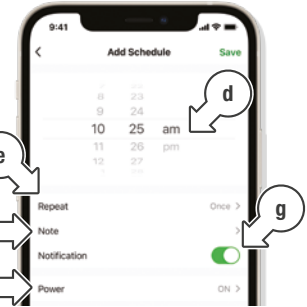 9:41
Add Schedule Save
8 23
9 24
10 25 am
11 26 pm
12 27
d
e
Repeat Once
g
Note
Notification
Power ON